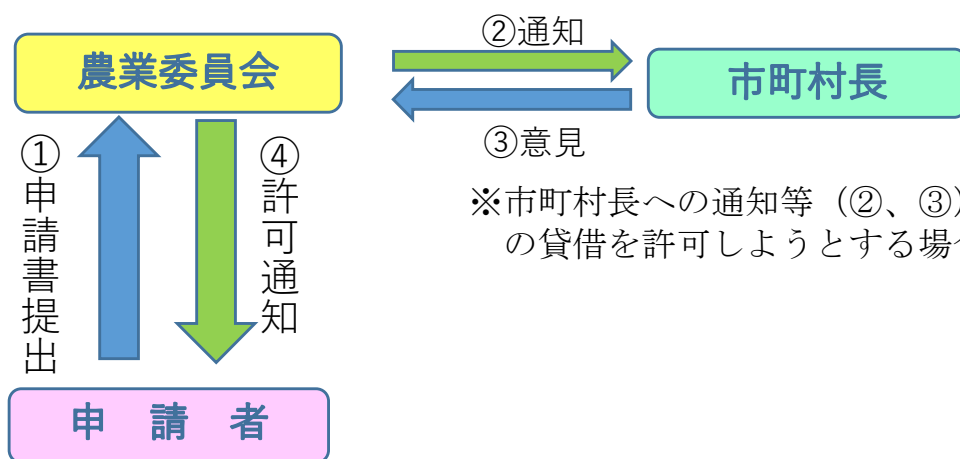 ②通知
農業委員会
市町村長
③意見
①申請書提出
④許可通知
※市町村長への通知等（②、③）
の貸借を許可しようとする場
申 請 者